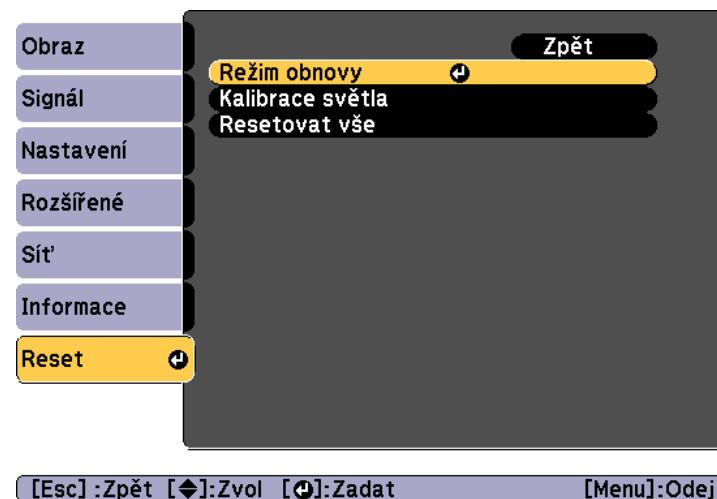 Obraz
Signál
Nastavení
Rozšířené
Síť
Informace
Reset
Zpět
Režim obnovy
Kalibrace světla
Resetovat vše
[Esc] :Zpět [◆]:Zvol [↵]:Zadat [Menu]:Odej